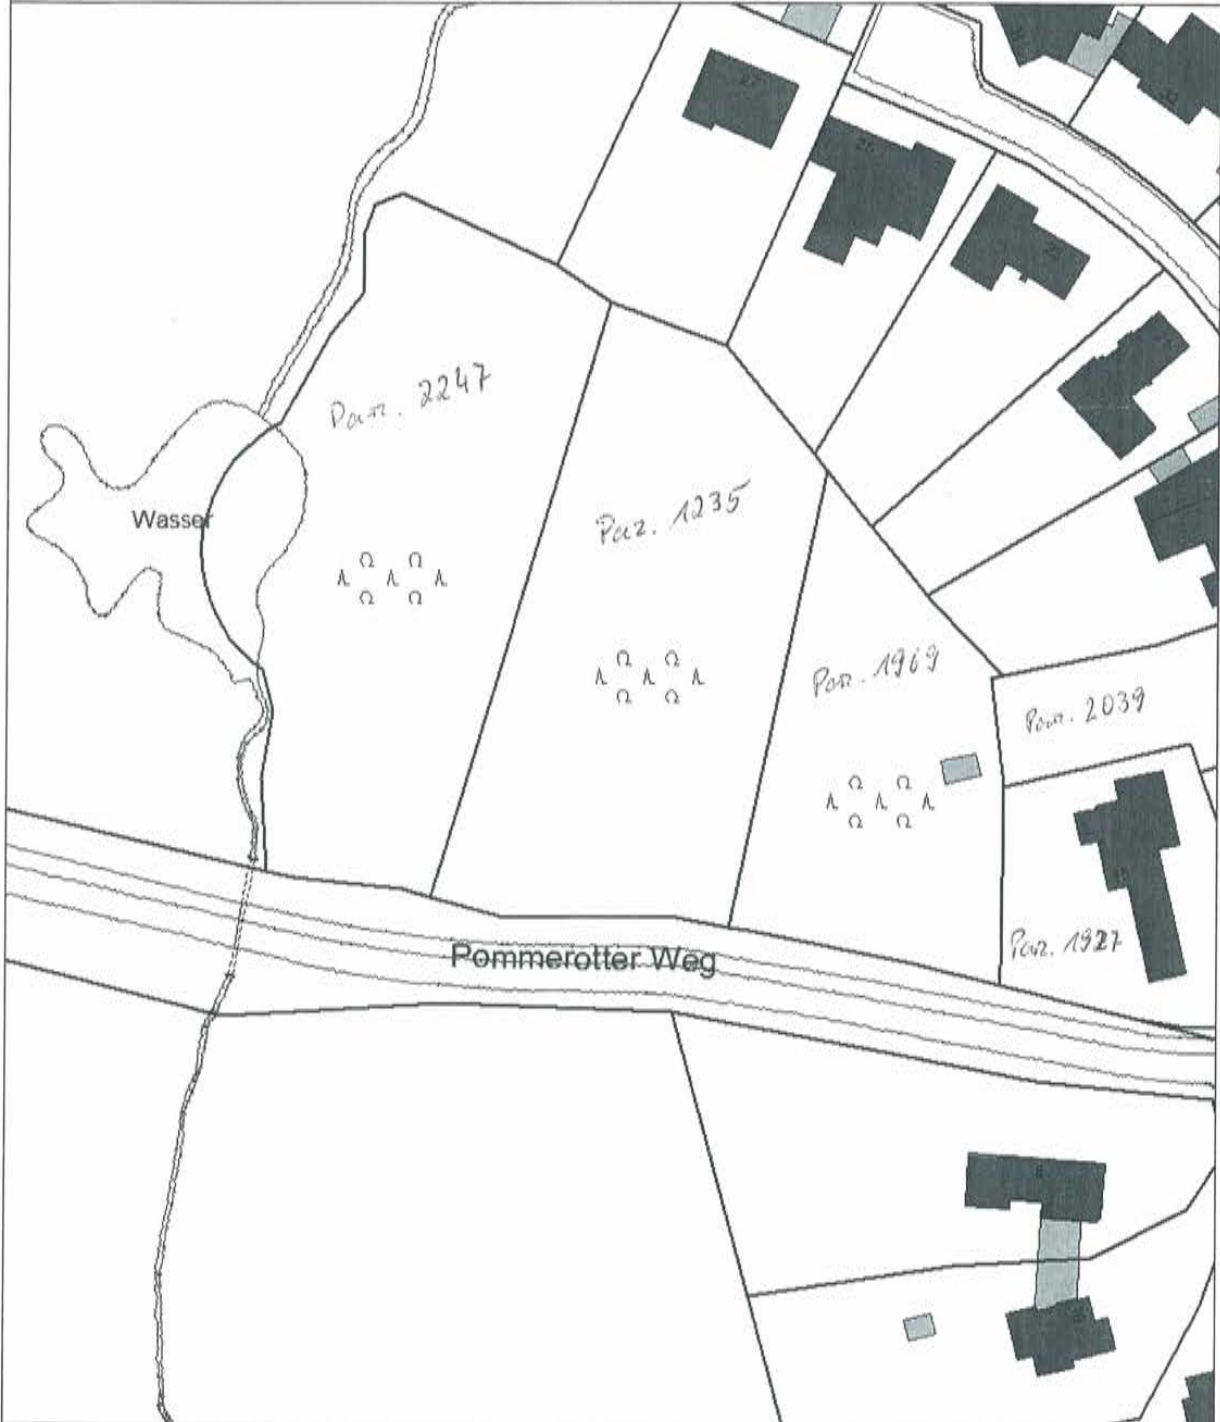 Parz. 2247
Parz. 1235
Wasser
Parz. 1969
Parz. 2039
Parz. 1927
Pommerotter Weg